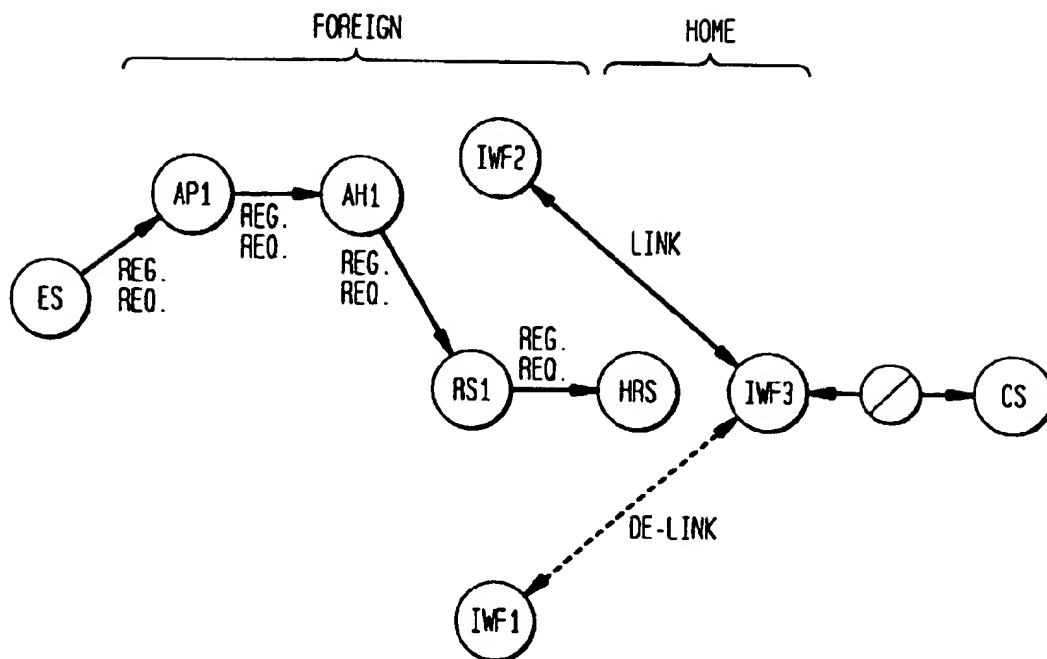 FOREIGN
HOME
IWF2
AP1
AH1
REG.
REQ.
LINK
REG.
REQ.
REG.
REQ.
ES
REG.
REQ.
RS1
HRS
IWF3
CS
DE-LINK
IWF1